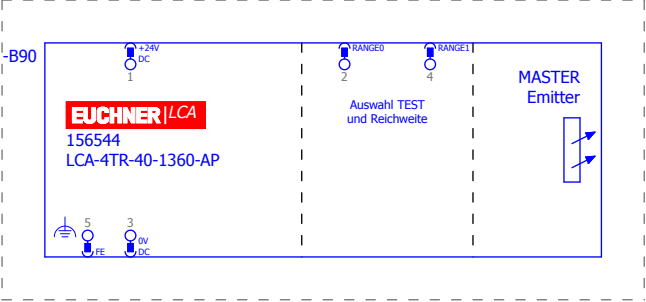 -B90
+24V
DC
1
RANGE0
2
RANGE1
4
MASTER
Emitter
EUCHNER LCA
Auswahl TEST
und Reichweite
156544
LCA-4TR-40-1360-AP
5
FE
3
0V
DC